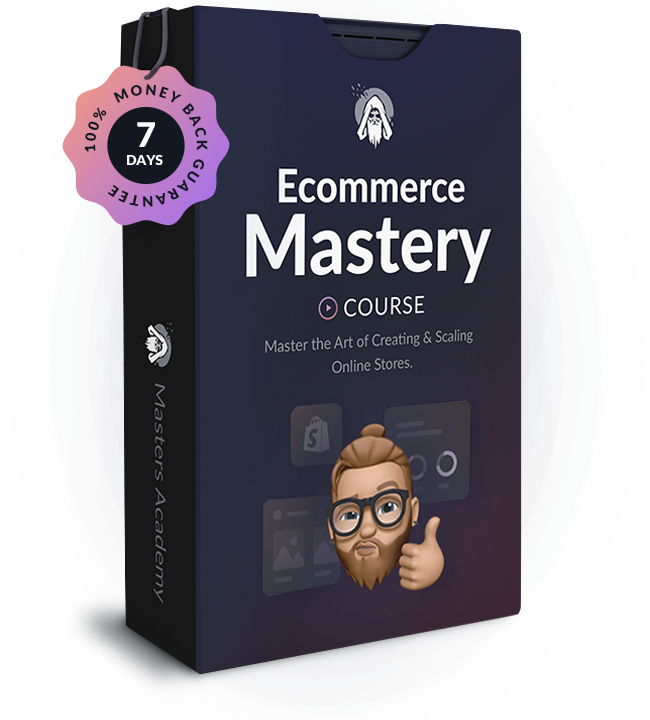 100% MONEY BACK GUARANTEE
7
DAYS
Ecommerce
Mastery
COURSE
Master the Art of Creating & Scaling
Online Stores.
Masters Academy